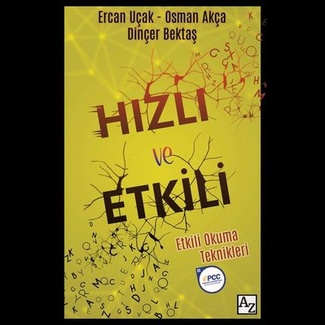 Ercan Uçak - Osman Akça
Dinçer Bektaş
HIZLI
ve
ETKİLİ
Etkili Okuma
Teknikleri
PCC
AZ